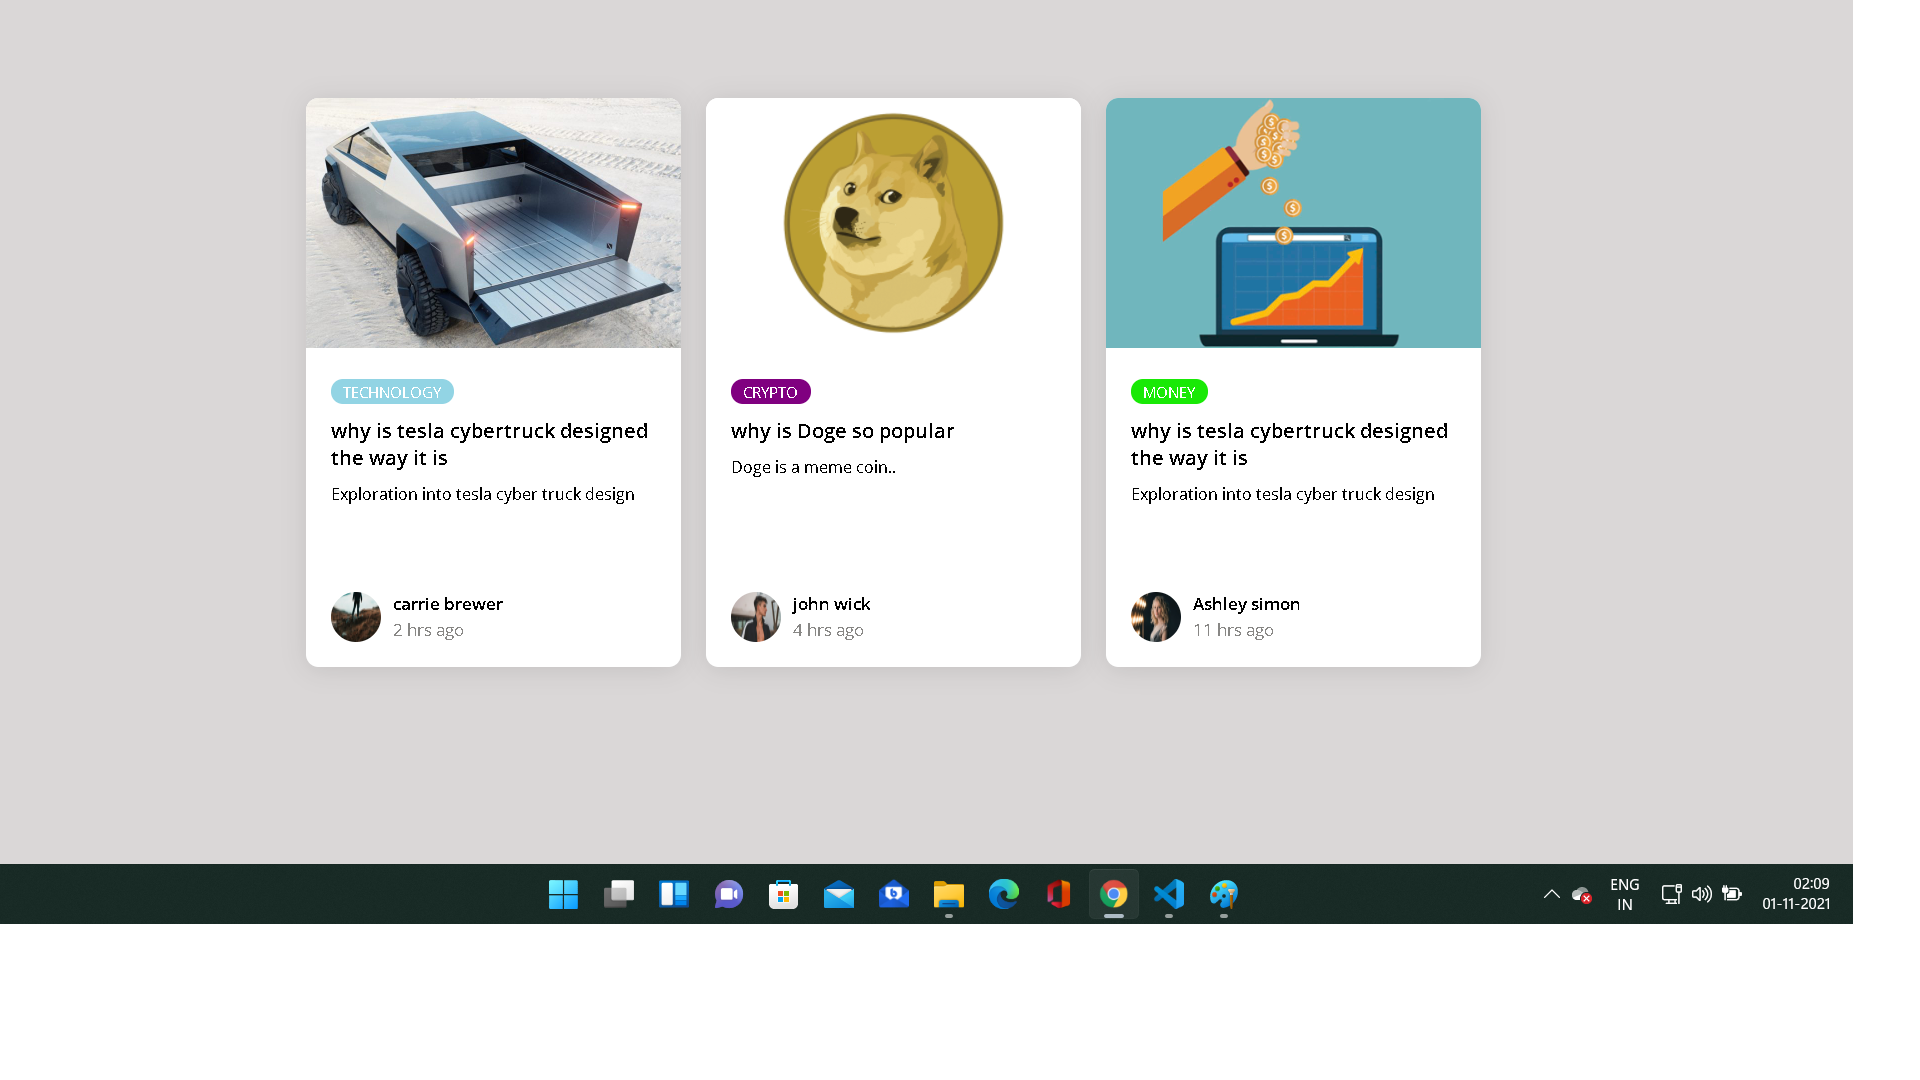 TECHNOLOGY
why is tesla cybertruck designed
the way it is
Exploration into tesla cyber truck design
carrie brewer
2 hrs ago
CRYPTO
why is Doge so popular
Doge is a meme coin..
john wick
4 hrs ago
MONEY
why is tesla cybertruck designed
the way it is
Exploration into tesla cyber truck design
Ashley simon
11 hrs ago
ENG
IN
02:09
01-11-2021